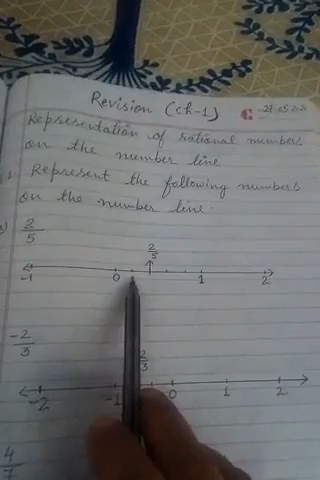 Revision (ch-1)
Representation of rational numbers
on the number line
Represent the following numbers
on the number line.
2/5
2/5
-1 0 1 2
-2/3
2/3
-2 -1 0 1 2
4/7